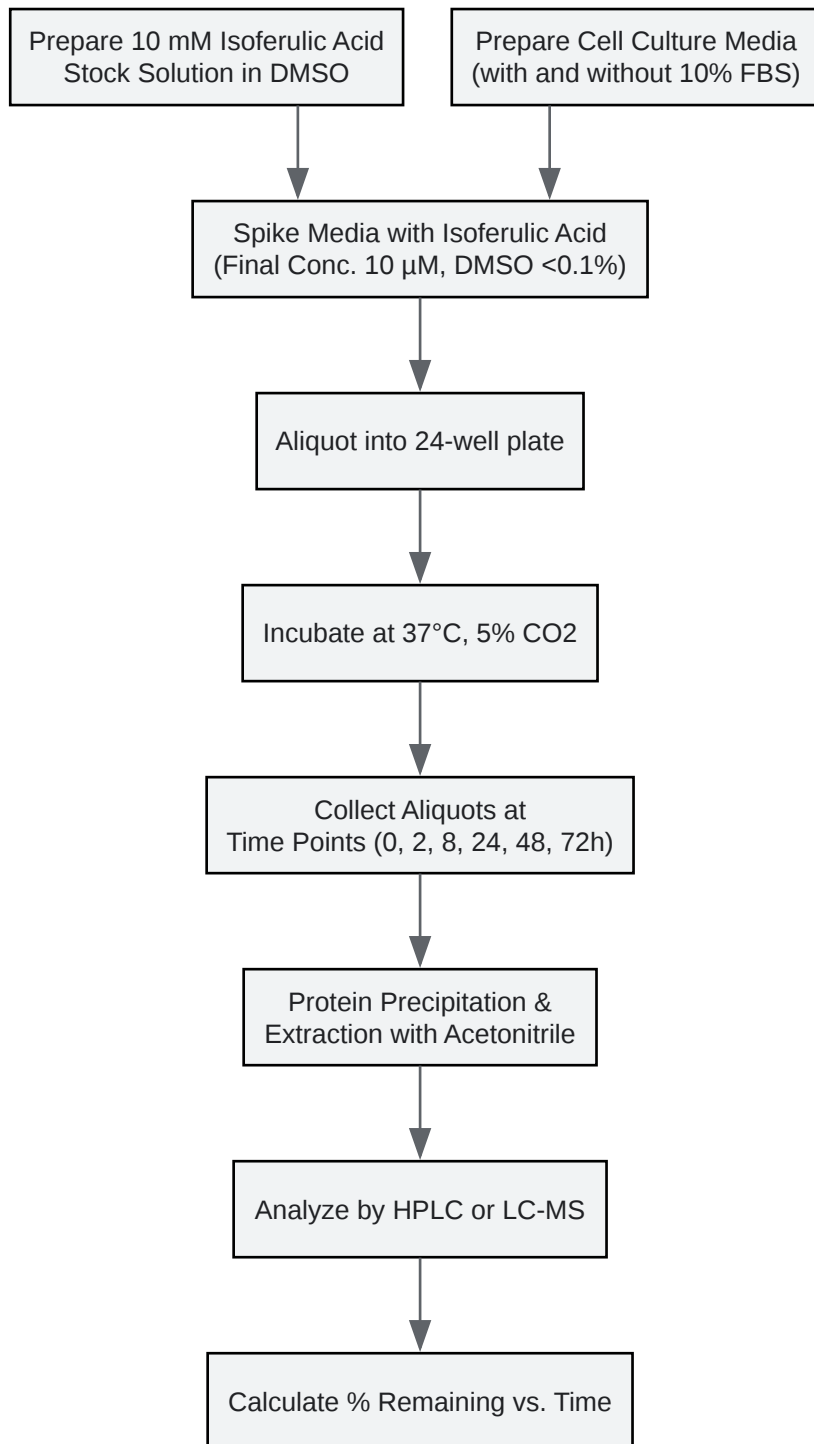 Prepare 10 mM Isoferulic Acid
Stock Solution in DMSO
Prepare Cell Culture Media
(with and without 10% FBS)
Spike Media with Isoferulic Acid
(Final Conc. 10 µM, DMSO <0.1%)
Aliquot into 24-well plate
Incubate at 37°C, 5% CO2
Collect Aliquots at
Time Points (0, 2, 8, 24, 48, 72h)
Protein Precipitation &
Extraction with Acetonitrile
Analyze by HPLC or LC-MS
Calculate % Remaining vs. Time